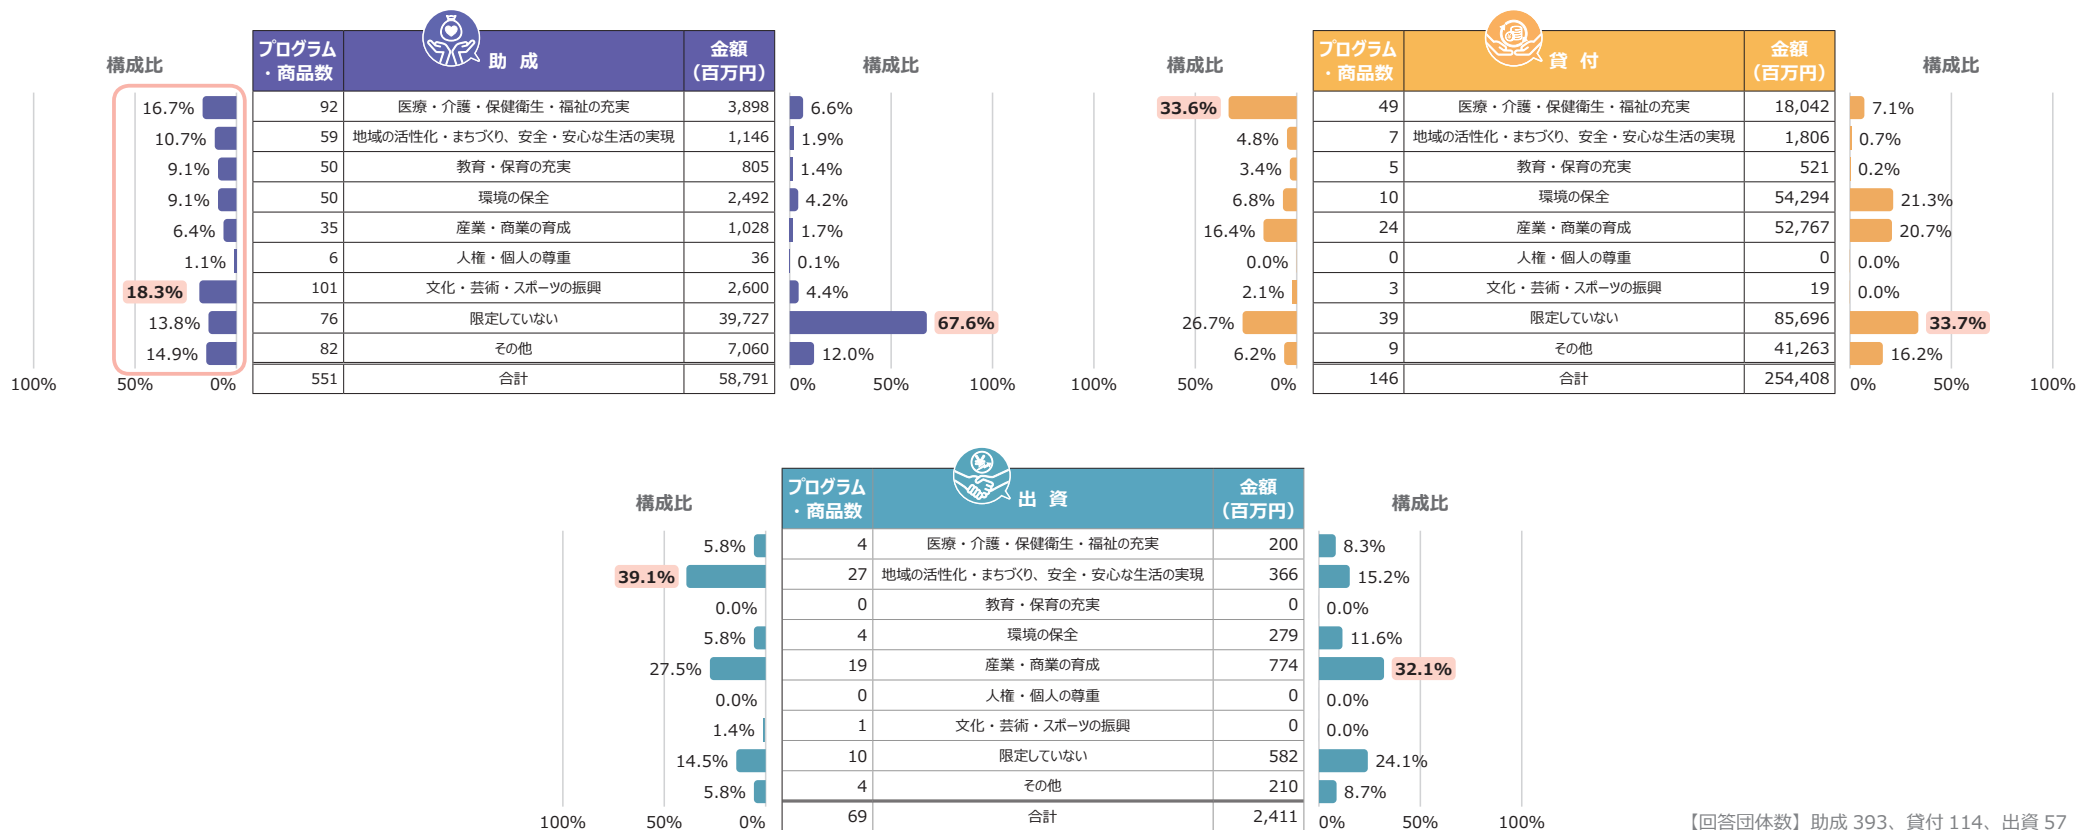 構成比
プログラム・商品数 助 成 金額（百万円）
構成比
16.7% 92 医療・介護・保健衛生・福祉の充実 3,898 6.6%
10.7% 59 地域の活性化・まちづくり、安全・安心な生活の実現 1,146 1.9%
9.1% 50 教育・保育の充実 805 1.4%
9.1% 50 環境の保全 2,492 4.2%
6.4% 35 産業・商業の育成 1,028 1.7%
1.1% 6 人権・個人の尊重 36 0.1%
18.3% 101 文化・芸術・スポーツの振興 2,600 4.4%
13.8% 76 限定していない 39,727 67.6%
14.9% 82 その他 7,060 12.0%
100% 50% 0% 551 合計 58,791 0% 50% 100%
構成比
プログラム・商品数 貸 付 金額（百万円）
構成比
33.6% 49 医療・介護・保健衛生・福祉の充実 18,042 7.1%
4.8% 7 地域の活性化・まちづくり、安全・安心な生活の実現 1,806 0.7%
3.4% 5 教育・保育の充実 521 0.2%
6.8% 10 環境の保全 54,294 21.3%
16.4% 24 産業・商業の育成 52,767 20.7%
0.0% 0 人権・個人の尊重 0 0.0%
2.1% 3 文化・芸術・スポーツの振興 19 0.0%
26.7% 39 限定していない 85,696 33.7%
6.2% 9 その他 41,263 16.2%
100% 50% 0% 146 合計 254,408 0% 50% 100%
構成比
プログラム・商品数 出 資 金額（百万円）
構成比
5.8% 4 医療・介護・保健衛生・福祉の充実 200 8.3%
39.1% 27 地域の活性化・まちづくり、安全・安心な生活の実現 366 15.2%
0.0% 0 教育・保育の充実 0 0.0%
5.8% 4 環境の保全 279 11.6%
27.5% 19 産業・商業の育成 774 32.1%
0.0% 0 人権・個人の尊重 0 0.0%
1.4% 1 文化・芸術・スポーツの振興 0 0.0%
14.5% 10 限定していない 582 24.1%
5.8% 4 その他 210 8.7%
100% 50% 0% 69 合計 2,411 0% 50% 100%
【回答団体数】助成 393、貸付 114、出資 57